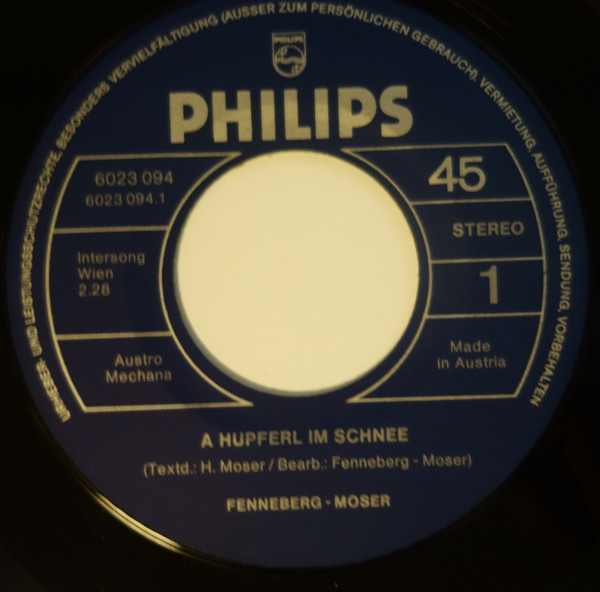 URHEBER- UND LEISTUNGSSCHUTZRECHTE, BESONDERS VERVIELFÄLTIGUNG (AUSSER ZUM PERSÖNLICHEN GEBRAUCH), VERMIETUNG, AUFFÜHRUNG, SENDUNG, VORBEHALTEN
PHILIPS
PHILIPS
6023 094
6023 094.1
45
STEREO
Intersong
Wien
2.28
1
Austro
Mechana
Made
in Austria
A HUPFERL IM SCHNEE
(Textd.: H. Moser / Bearb.: Fenneberg - Moser)
FENNEBERG - MOSER